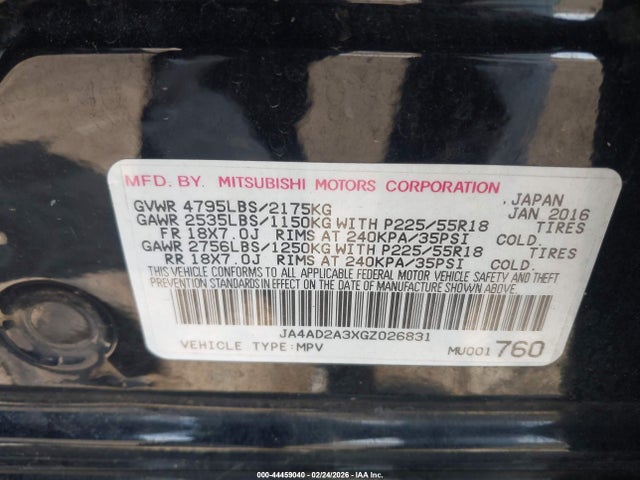 MFD. BY. MITSUBISHI MOTORS CORPORATION
, JAPAN
GVWR 4795LBS/2175KG JAN 2016
GAWR 2535LBS/1150KG WITH P225/55R18 TIRES
FR 18X7.0J RIMS AT 240KPA/35PSI COLD.
GAWR 2756LBS/1250KG WITH P225/55R18 TIRES
RR 18X7.0J RIMS AT 240KPA/35PSI COLD.
THIS VEHICLE CONFORMS TO ALL APPLICABLE FEDERAL MOTOR VEHICLE SAFETY AND THEFT
PREVENTION STANDARDS IN EFFECT ON THE DATE OF MANUFACTURE SHOWN ABOVE.
JA4AD2A3XGZ026831
VEHICLE TYPE:MPV MU001 760
000-44459040 - 02/24/2026 - IAA Inc.